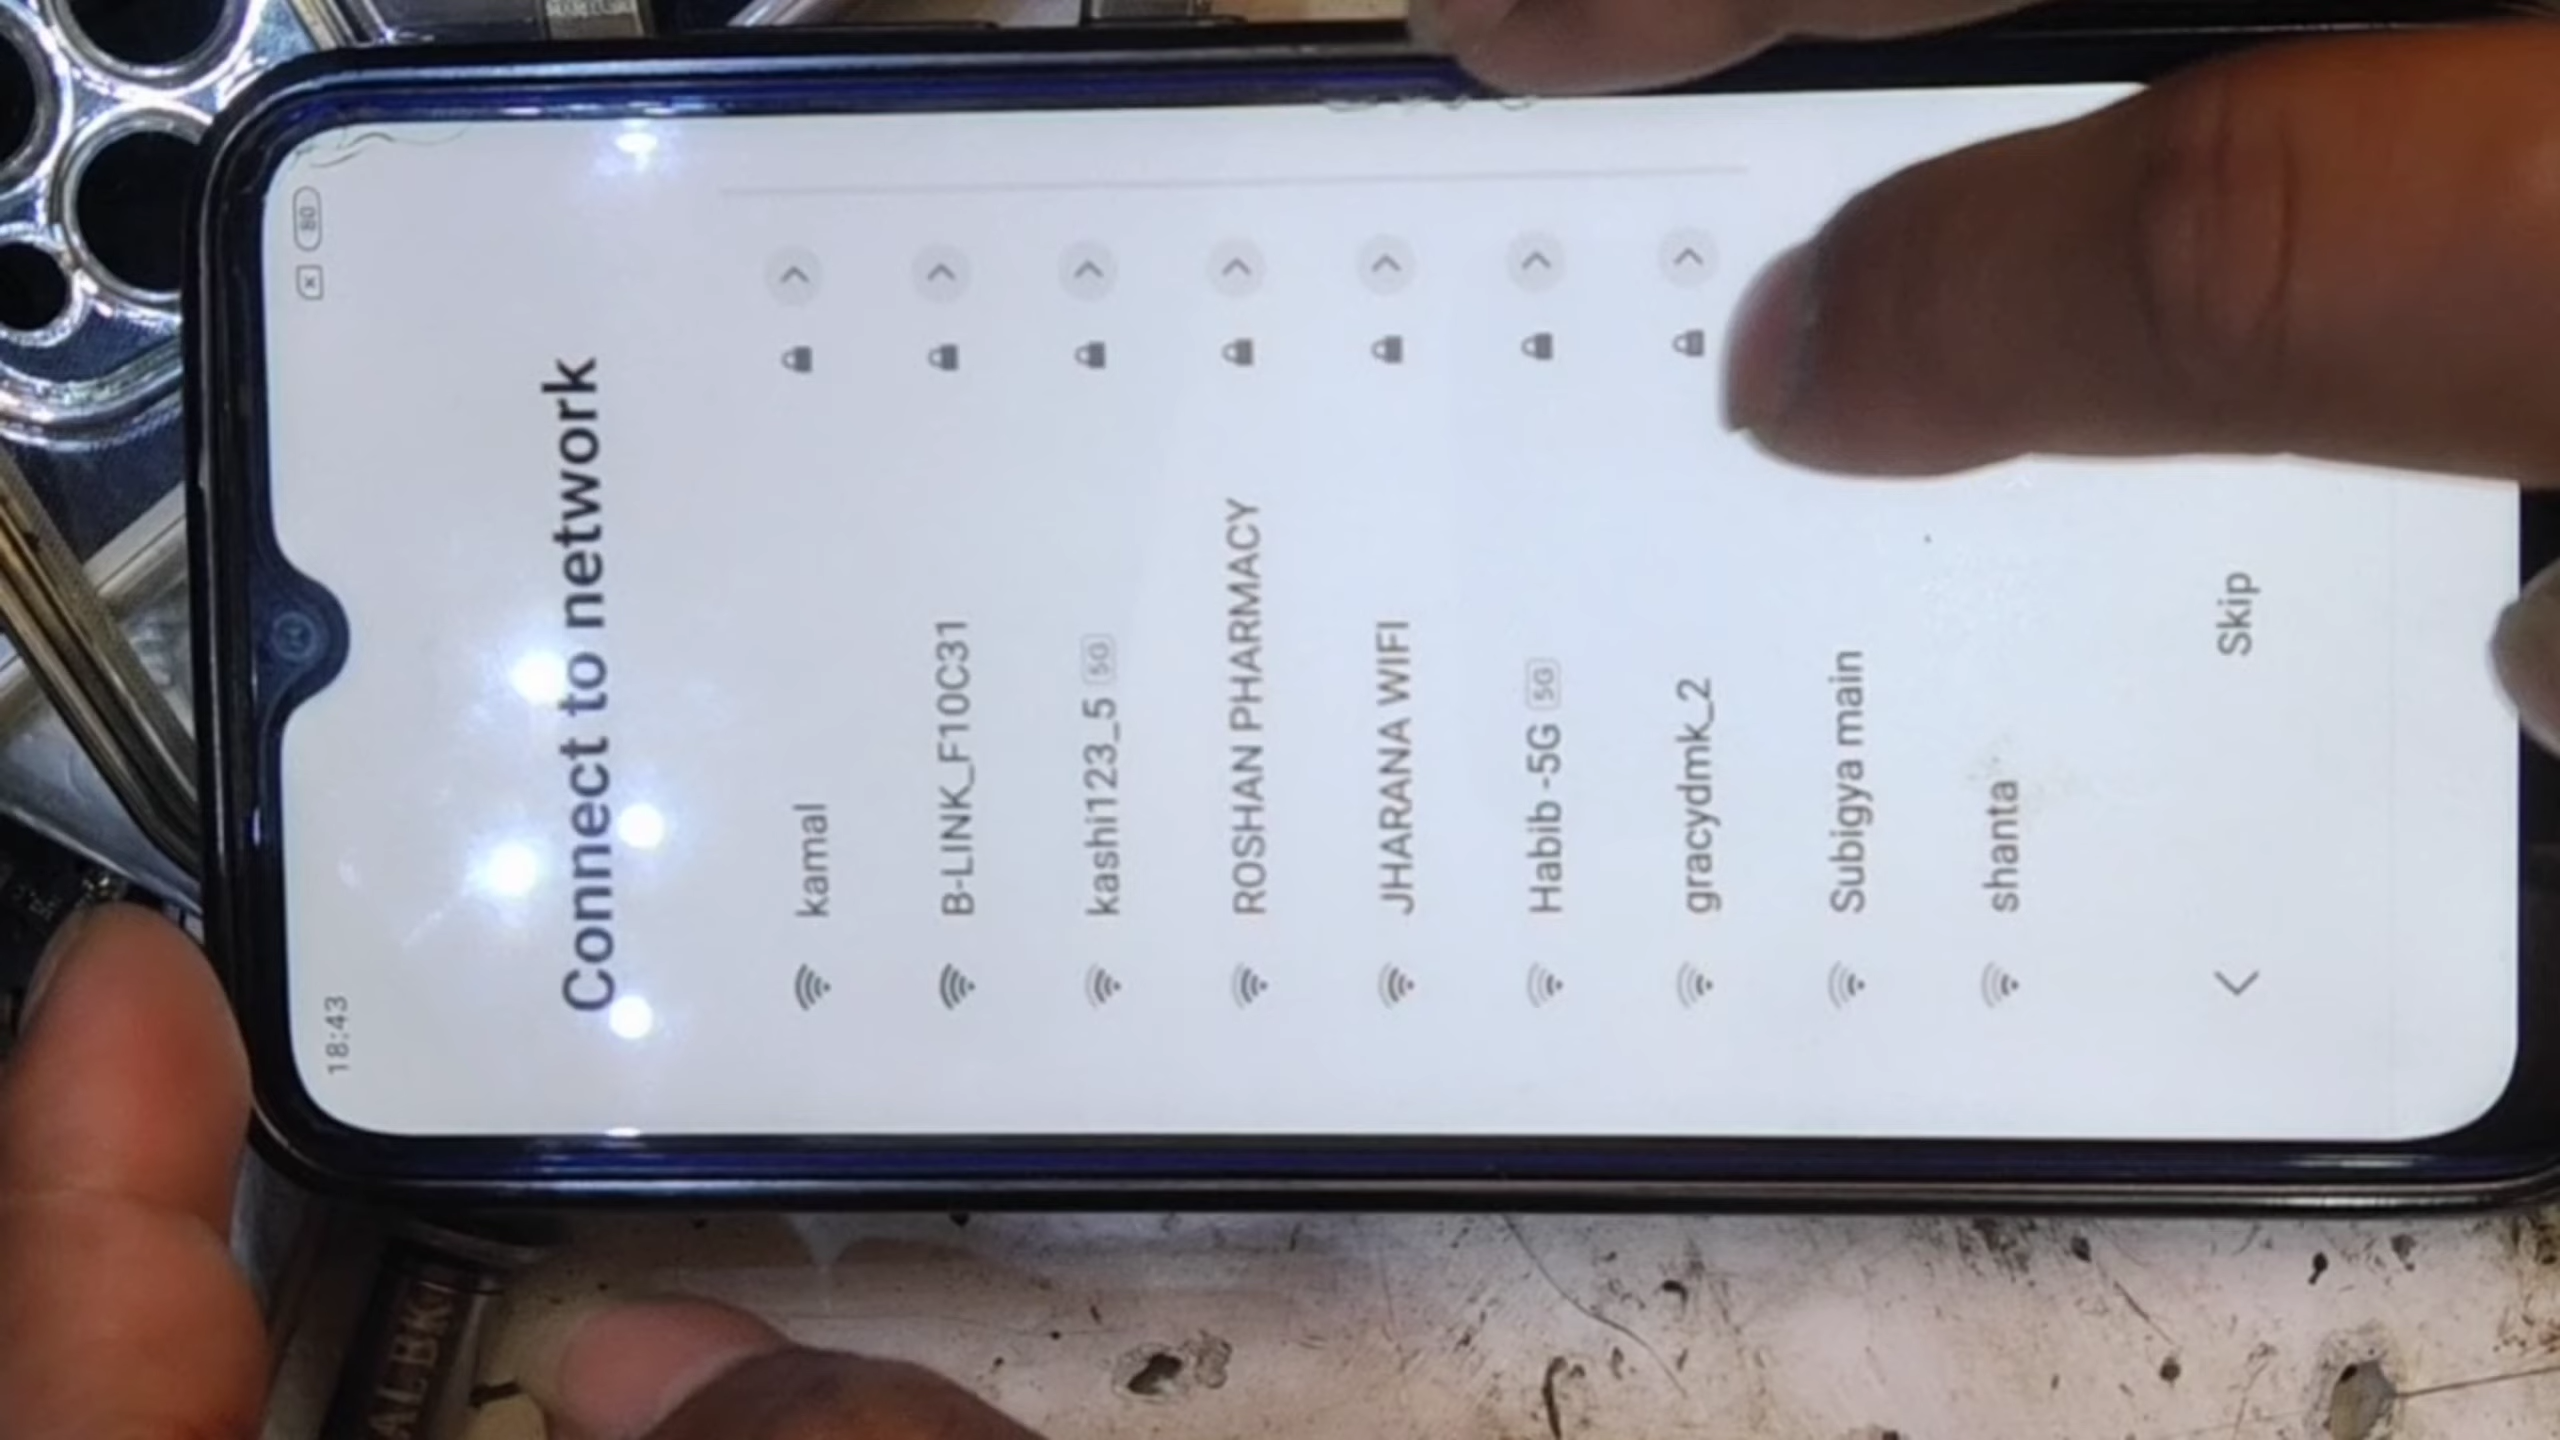 18:43
80
Connect to network
kamal
B-LINK_F10C31
kashi123_5 5G
ROSHAN PHARMACY
JHARANA WIFI
Habib -5G 5G
gracydmk_2
Subigya main
shanta
Skip